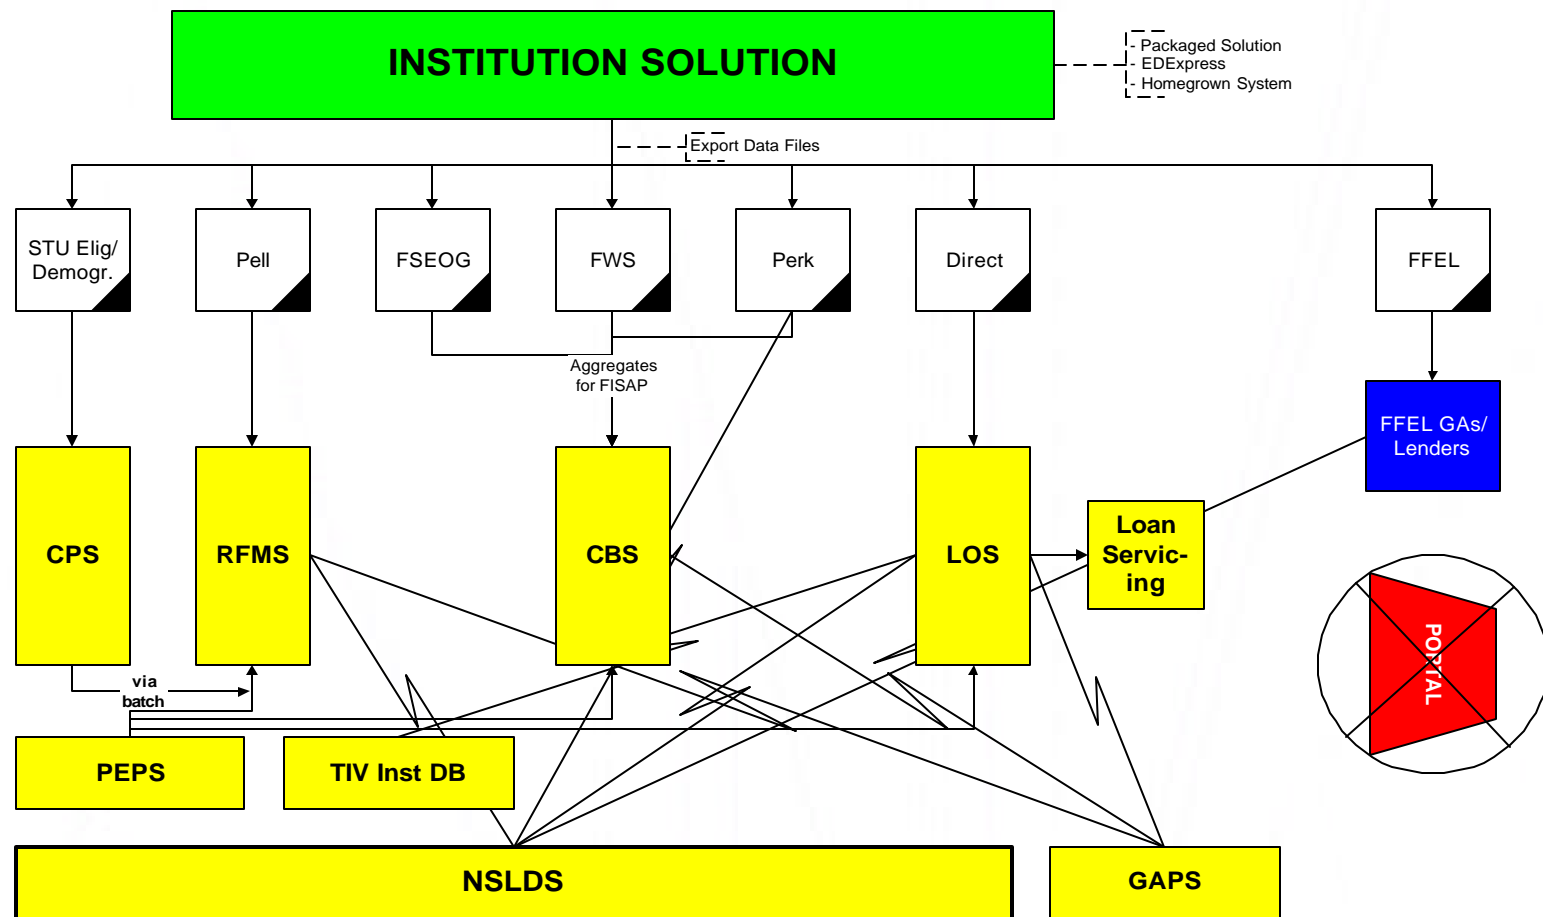 INSTITUTION SOLUTION
- Packaged Solution
- EDExpress
- Homegrown System
Export Data Files
STU Elig/
Demogr.
Pell
FSEOG
FWS
Perk
Direct
FFEL
Aggregates
for FISAP
FFEL GAs/
Lenders
CPS
RFMS
CBS
LOS
Loan
Servic-
ing
PORTAL
via
batch
PEPS
TIV Inst DB
NSLDS
GAPS